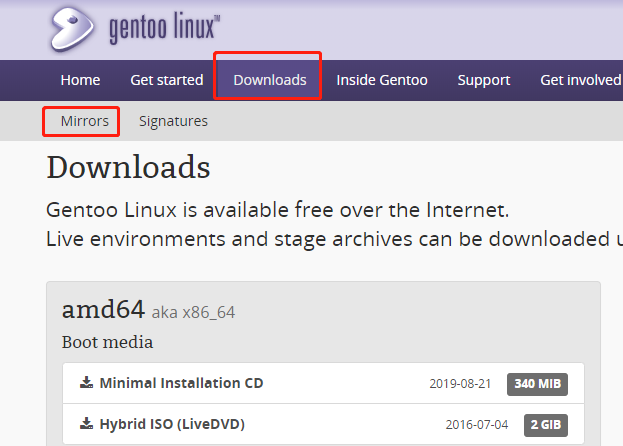 gentoo linux™
Home Get started Downloads Inside Gentoo Support Get involved
Mirrors Signatures
Downloads
Gentoo Linux is available free over the Internet.
Live environments and stage archives can be downloaded u
amd64 aka x86_64
Boot media
Minimal Installation CD 2019-08-21 340 MIB
Hybrid ISO (LiveDVD) 2016-07-04 2 GIB